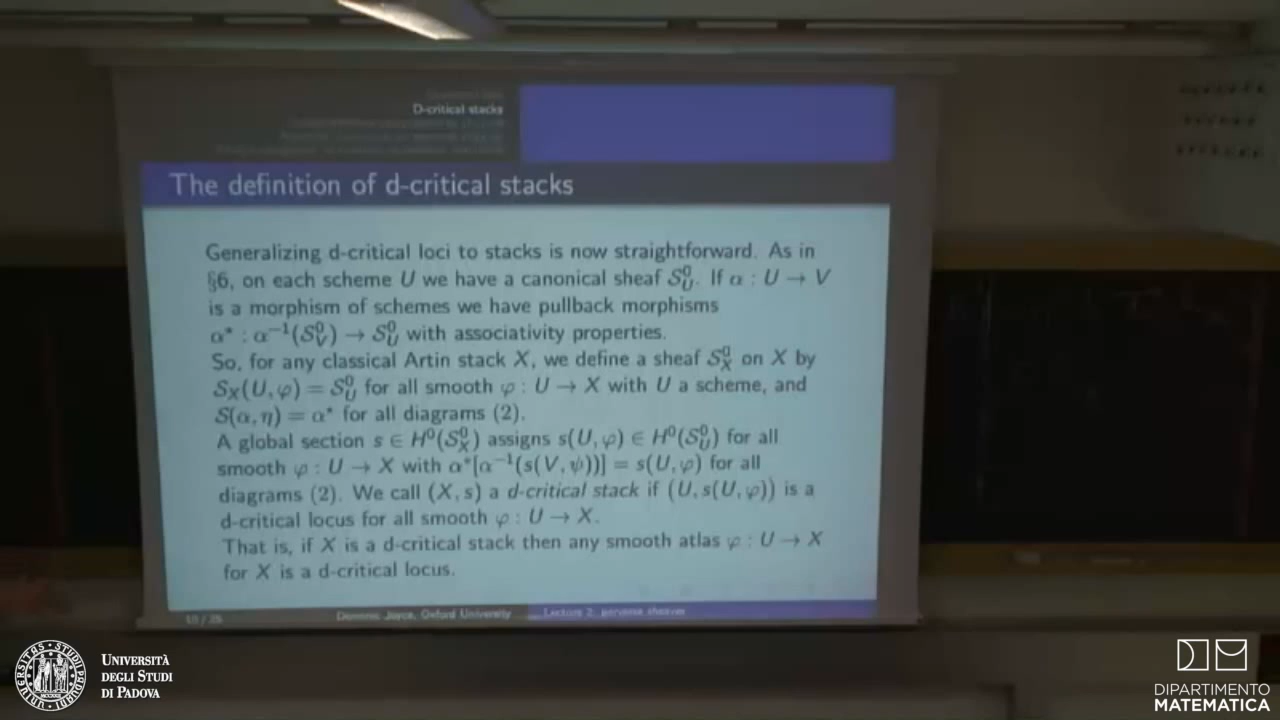 D-critical stacks
The definition of d-critical stacks
Generalizing d-critical loci to stacks is now straightforward. As in
§6, on each scheme U we have a canonical sheaf 𝒮⁰_U. If α : U → V
is a morphism of schemes we have pullback morphisms
α* : α⁻¹(𝒮⁰_V) → 𝒮⁰_U with associativity properties.
So, for any classical Artin stack X, we define a sheaf 𝒮⁰_X on X by
𝒮_X(U, φ) = 𝒮⁰_U for all smooth φ : U → X with U a scheme, and
𝒮(α, η) = α* for all diagrams (2).
A global section s ∈ H⁰(𝒮⁰_X) assigns s(U, φ) ∈ H⁰(𝒮⁰_U) for all
smooth φ : U → X with α*[α⁻¹(s(V, ψ))] = s(U, φ) for all
diagrams (2). We call (X, s) a d-critical stack if (U, s(U, φ)) is a
d-critical locus for all smooth φ : U → X.
That is, if X is a d-critical stack then any smooth atlas φ : U → X
for X is a d-critical locus.
Dominic Joyce, Oxford University
Lecture 2: perverse sheaves
UNIVERSITÀ
DEGLI STUDI
DI PADOVA
DIPARTIMENTO
MATEMATICA